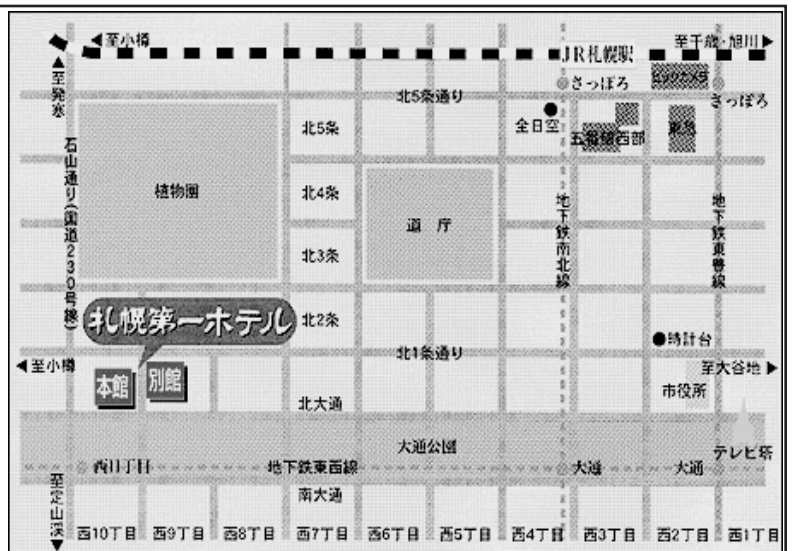 ◀至小樽
JR札幌駅
至千歳・旭川▶
▲至発寒
ビックカメラ
さっぽろ
さっぽろ
北5条通り
全日空
五番館西部
東急
北5条
石山通り(国道230号線)
植物園
北4条
道庁
地下鉄南北線
地下鉄東豊線
北3条
札幌第一ホテル
北2条
●時計台
北1条通り
◀至小樽
至大谷地▶
本館
別館
市役所
北大通
大通公園
テレビ塔
西11丁目
地下鉄東西線
大通
大通
至定山渓▼
南大通
西10丁目
西9丁目
西8丁目
西7丁目
西6丁目
西5丁目
西4丁目
西3丁目
西2丁目
西1丁目